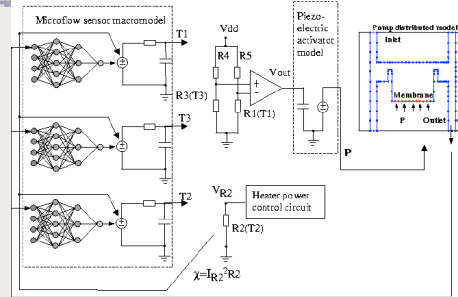 Microflow sensor macromodel
T1
R3(T3)
T3
T2
Vdd
R4
R5
Vout
R1(T1)
Piezo-
electric
activator
model
P
Pump distributed model
Inlet
Membrane
P
Outlet
VR2
Heater power
control circuit
R2(T2)
χ=IR2²R2